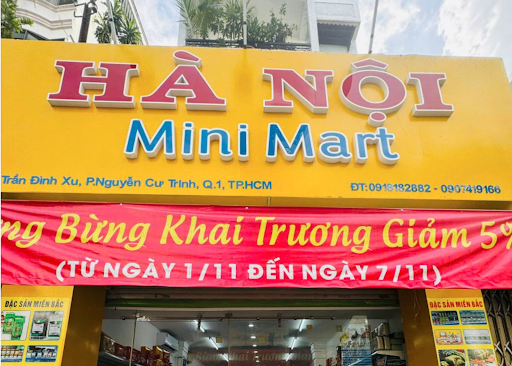 HÀ NỘI
Mini Mart
Trần Đình Xu, P.Nguyễn Cư Trinh, Q.1, TP.HCM
ĐT:0918182882 - 0907419166
Bừng Khai Trương Giảm 5%
(TỪ NGÀY 1/11 ĐẾN NGÀY 7/11)
ĐẶC SẢN MIỀN BẮC
ĐẶC SẢN MIỀN BẮC